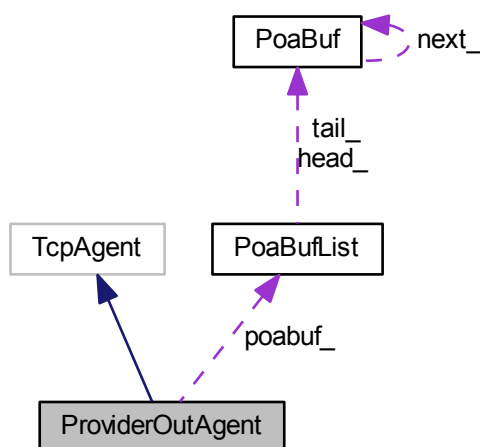 PoaBuf
next_
tail_
head_
TcpAgent
PoaBufList
poabuf_
ProviderOutAgent